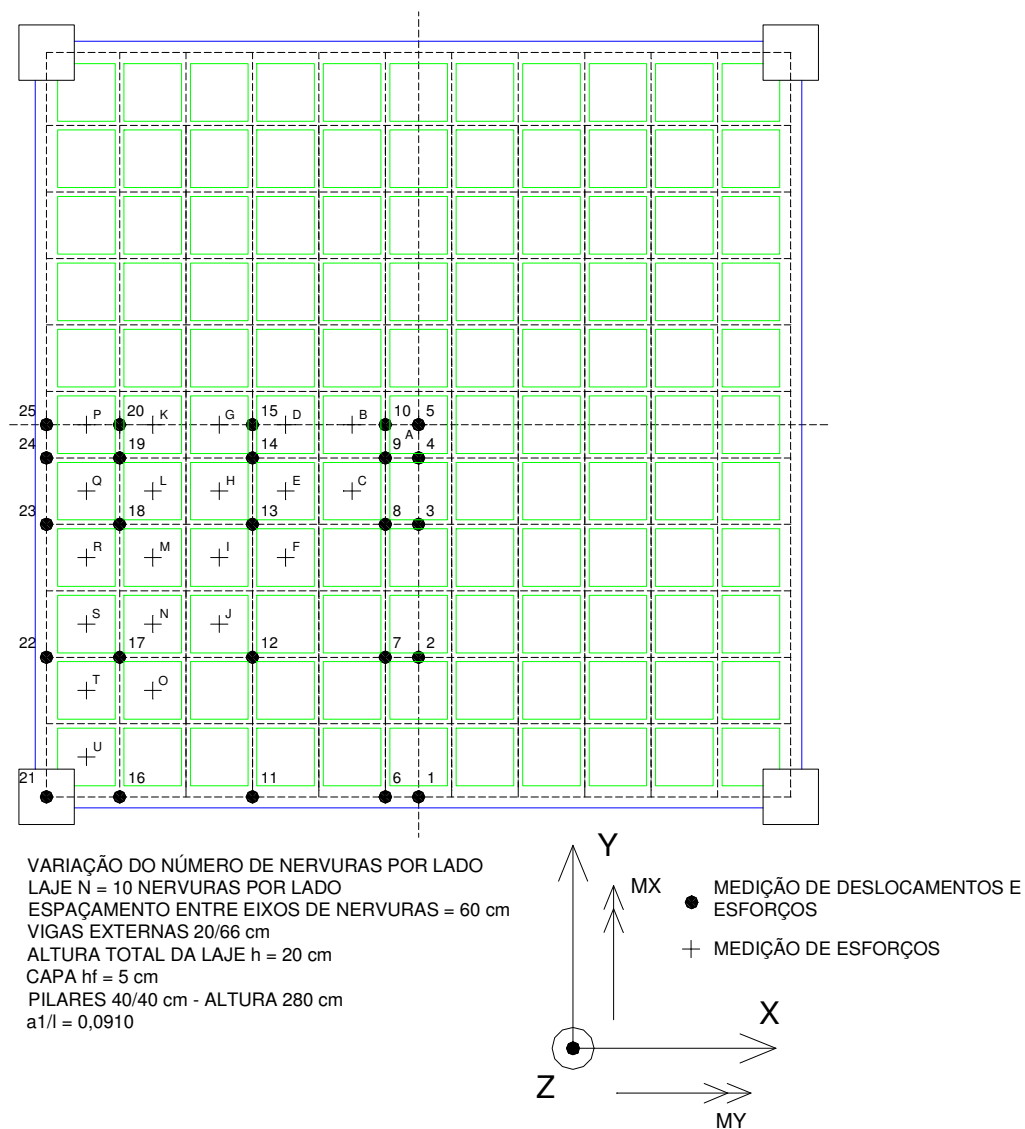 25 P 20 K G 15 D B 10 5
A
24 19 14 9 4
Q L H E C
23 18 13 8 3
R M I F
S N J
22 17 12 7 2
T O
U
21 16 11 6 1
VARIAÇÃO DO NÚMERO DE NERVURAS POR LADO
LAJE N = 10 NERVURAS POR LADO
ESPAÇAMENTO ENTRE EIXOS DE NERVURAS = 60 cm
VIGAS EXTERNAS 20/66 cm
ALTURA TOTAL DA LAJE h = 20 cm
CAPA hf = 5 cm
PILARES 40/40 cm - ALTURA 280 cm
a1/l = 0,0910
Y
MX
X
Z
MY
MEDIÇÃO DE DESLOCAMENTOS E
ESFORÇOS
MEDIÇÃO DE ESFORÇOS